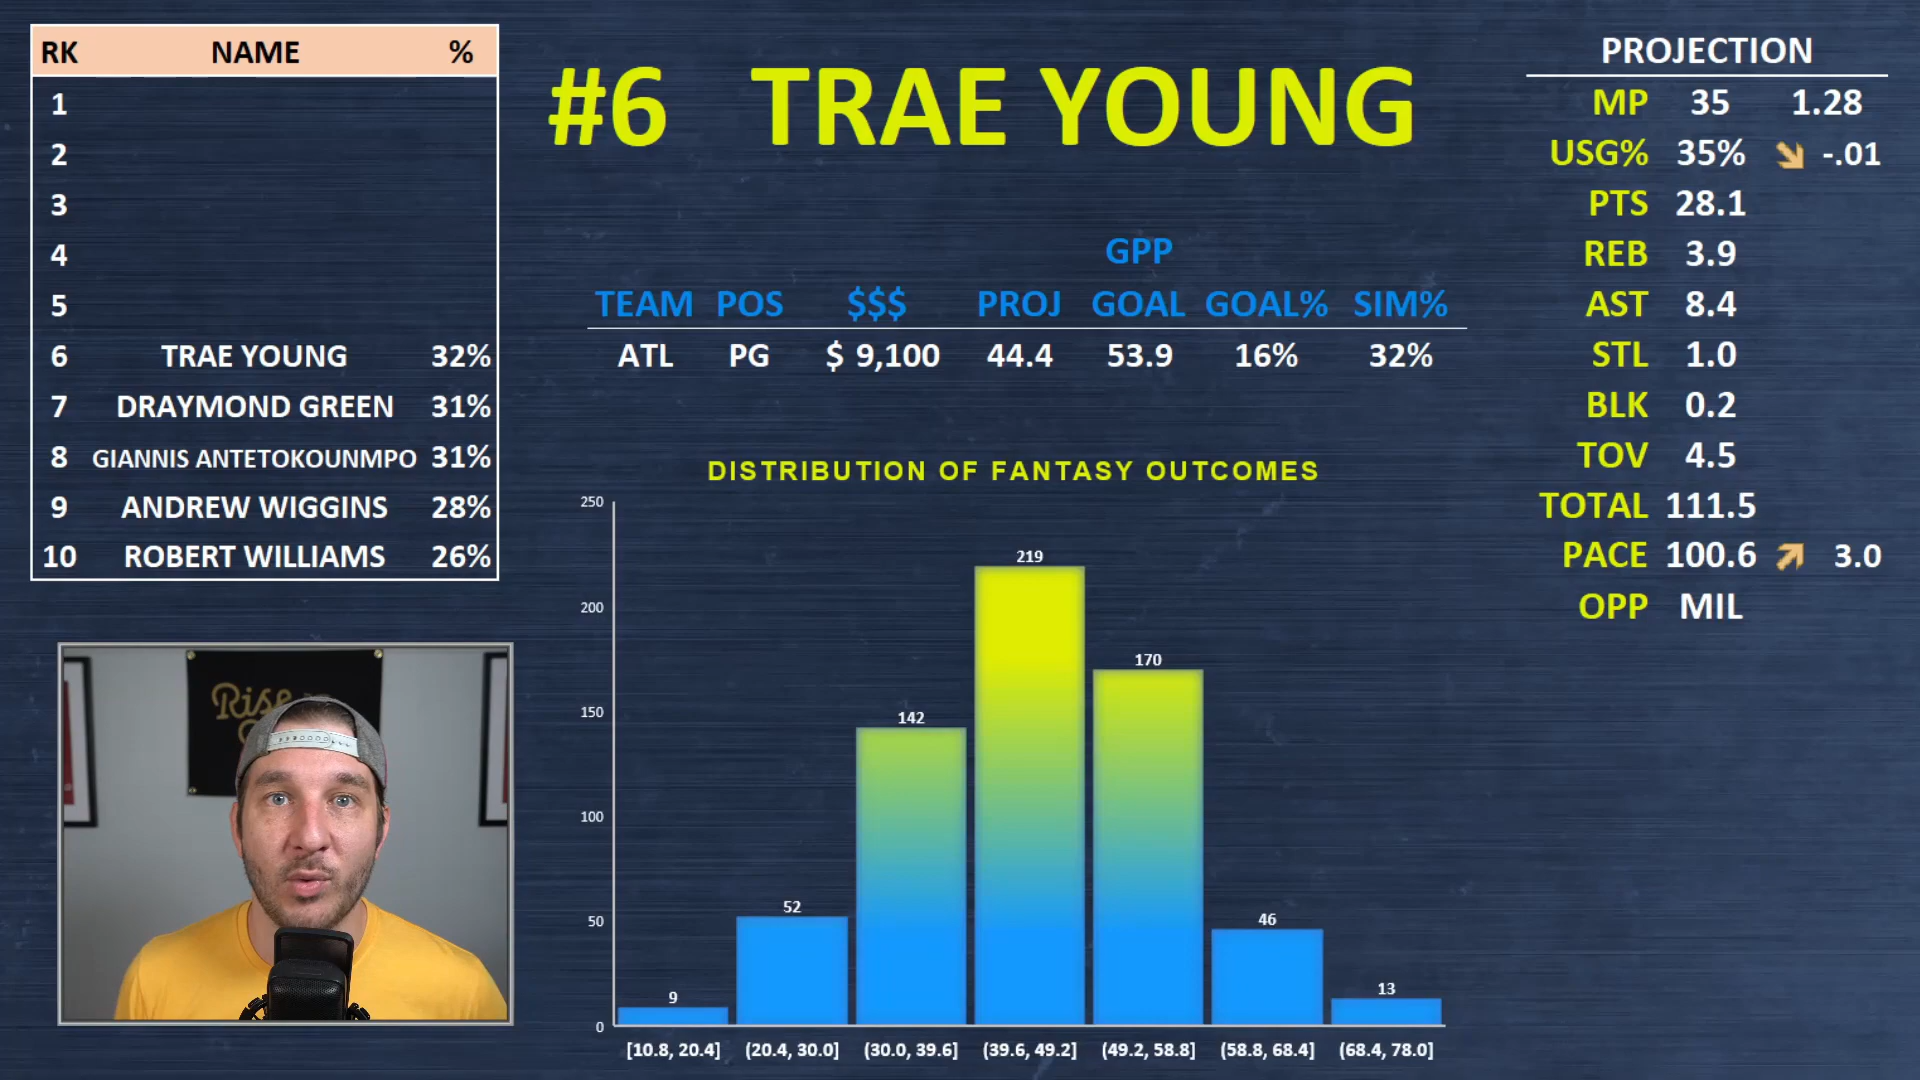 RK NAME %
1
2
3
4
5
6 TRAE YOUNG 32%
7 DRAYMOND GREEN 31%
8 GIANNIS ANTETOKOUNMPO 31%
9 ANDREW WIGGINS 28%
10 ROBERT WILLIAMS 26%
#6 TRAE YOUNG
GPP
TEAM POS $$$ PROJ GOAL GOAL% SIM%
ATL PG $ 9,100 44.4 53.9 16% 32%
DISTRIBUTION OF FANTASY OUTCOMES
250
200
150
100
50
0
9 52 142 219 170 46 13
[10.8, 20.4] (20.4, 30.0] (30.0, 39.6] (39.6, 49.2] (49.2, 58.8] (58.8, 68.4] (68.4, 78.0]
PROJECTION
MP 35 1.28
USG% 35% -.01
PTS 28.1
REB 3.9
AST 8.4
STL 1.0
BLK 0.2
TOV 4.5
TOTAL 111.5
PACE 100.6 3.0
OPP MIL
Rise